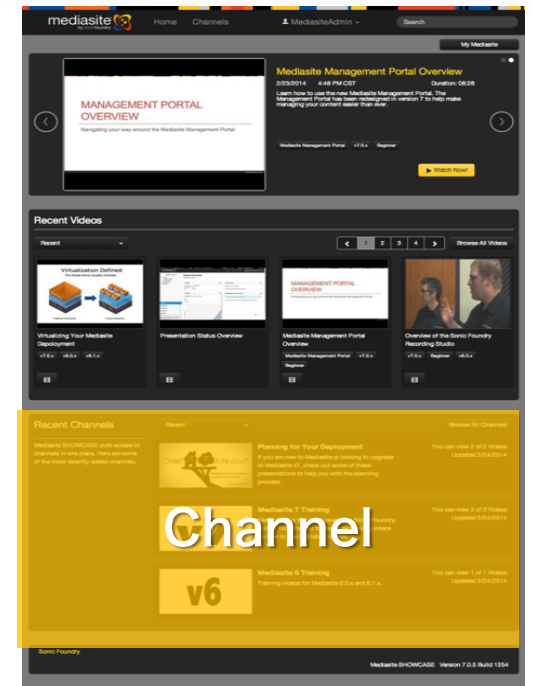 mediasite
by sonicfoundry
Home Channels MediasiteAdmin Search
My Mediasite
MANAGEMENT PORTAL
OVERVIEW
Navigating your way around the Mediasite Management Portal
Mediasite Management Portal Overview
2/23/2014 4:48 PM CST Duration: 08:28
Learn how to use the new Mediasite Management Portal. The
Management Portal has been redesigned in version 7 to help make
managing your content easier than ever.
Mediasite Management Portal v7.0.x Beginner
Watch Now!
Recent Videos
Recent 1 2 3 4 Browse All Videos
Virtualization Defined
MANAGEMENT PORTAL
OVERVIEW
Virtualizing Your Mediasite
Depoloyment
v7.0.x v6.0.x v6.1.x
Presentation Status Overview
Mediasite Management Portal
Overview
Mediasite Management Portal v7.0.x
Beginner
Overview of the Sonic Foundry
Recording Studio
v7.0.x Beginner v6.0.x
Recent Channels Recent Browse All Channels
Mediasite SHOWCASE puts access to
channels in one place. Here are some
of the most recently added channels.
Planning for Your Deployment
If you are new to Mediasite or looking to upgrade
to Mediasite v7, check out some of these
presentations to help you with the planning
process.
You can view 2 of 2 Videos
Updated 2/24/2014
Channel
Mediasite 7 Training
You can view 3 of 3 Videos
Updated 2/24/2014
v6
Mediasite 6 Training
Training videos for Mediasite 6.0.x and 6.1.x.
You can view 1 of 1 Videos
Updated 2/24/2014
Sonic Foundry
Mediasite SHOWCASE Version 7.0.5 Build 1254